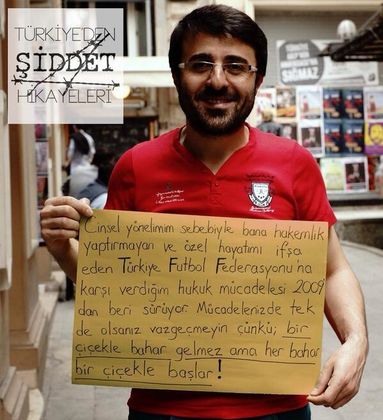 TÜRKİYE'DEN
ŞİDDET
HİKAYELERİ
Cinsel yönelimim sebebiyle bana hakemlik
yaptırmayan ve özel hayatımı ifşa
eden Türkiye Futbol Federasyonu'na
karşı verdiğim hukuk mücadelesi 2009
dan beri sürüyor. Mücadelenizde tek
de olsanız vazgeçmeyin çünkü; bir
çiçekle bahar gelmez ama her bahar
bir çiçekle başlar!